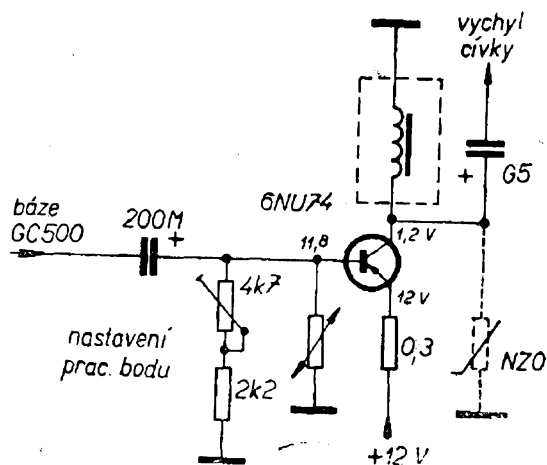 vychyl
cívky
+
G5
6NU74
báze
GC500
200M
+
11,8
1,2 V
4k7
12 V
nastavení
prac. bodu
0,3
NZ0
2k2
+12 V